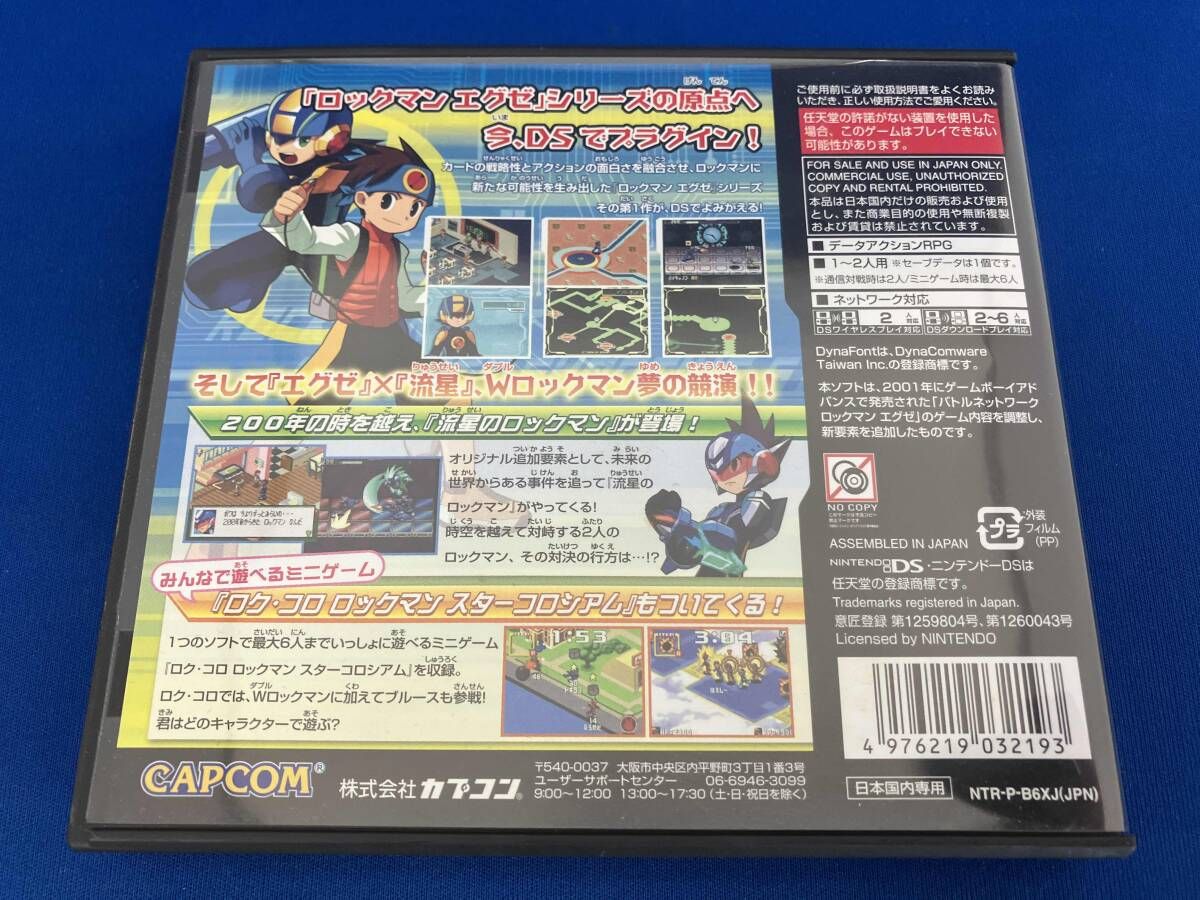 『ロックマン エグゼ』シリーズの原点へ
今、DSでプラグイン！
カードの戦略性とアクションの面白さを融合させ、ロックマンに
新たな可能性を生み出した『ロックマン エグゼ』シリーズ
その第1作が、DSでよみがえる！
そして『エグゼ』×『流星』、Wロックマン夢の競演！！
200年の時を越え、『流星のロックマン』が登場！
オリジナル追加要素として、未来の
世界からある事件を追って『流星の
ロックマン』がやってくる！
時空を越えて対峙する2人の
ロックマン、その対決の行方は…！？
みんなで遊べるミニゲーム
『ロク・コロ ロックマン スターコロシアム』もついてくる！
1つのソフトで最大6人までいっしょに遊べるミニゲーム
『ロク・コロ ロックマン スターコロシアム』を収録。
ロク・コロでは、Wロックマンに加えてブルースも参戦！
君はどのキャラクターで遊ぶ？
1:53
3:04
CAPCOM®
株式会社カプコン
〒540-0037 大阪市中央区内平野町3丁目1番3号
ユーザーサポートセンター 06-6946-3099
9:00～12:00 13:00～17:30（土・日・祝日を除く）
ご使用前に必ず取扱説明書をよくお読み
いただき、正しい使用方法でご愛用ください。
任天堂の許諾がない装置を使用した
場合、このゲームはプレイできない
可能性があります。
FOR SALE AND USE IN JAPAN ONLY.
COMMERCIAL USE, UNAUTHORIZED
COPY AND RENTAL PROHIBITED.
本品は日本国内だけの販売および使用
とし、また商業目的の使用や無断複製
および賃貸は禁止されています。
■ データアクションRPG
■ 1～2人用 ※セーブデータは1個です。
※通信対戦時は2人/ミニゲーム時は最大6人
■ ネットワーク対応
2人対応 2～6人対応
DSワイヤレスプレイ対応 DSダウンロードプレイ対応
DynaFontは、DynaComware
Taiwan Inc.の登録商標です。
本ソフトは、2001年にゲームボーイアド
バンスで発売された「バトルネットワーク
ロックマン エグゼ」のゲーム内容を調整し、
新要素を追加したものです。
NO COPY
ASSEMBLED IN JAPAN
プラ
外装
フィルム
(PP)
NINTENDO DS・ニンテンドーDSは
任天堂の登録商標です。
Trademarks registered in Japan.
意匠登録 第1259804号、第1260043号
Licensed by NINTENDO
4 976219 032193
日本国内専用
NTR-P-B6XJ(JPN)